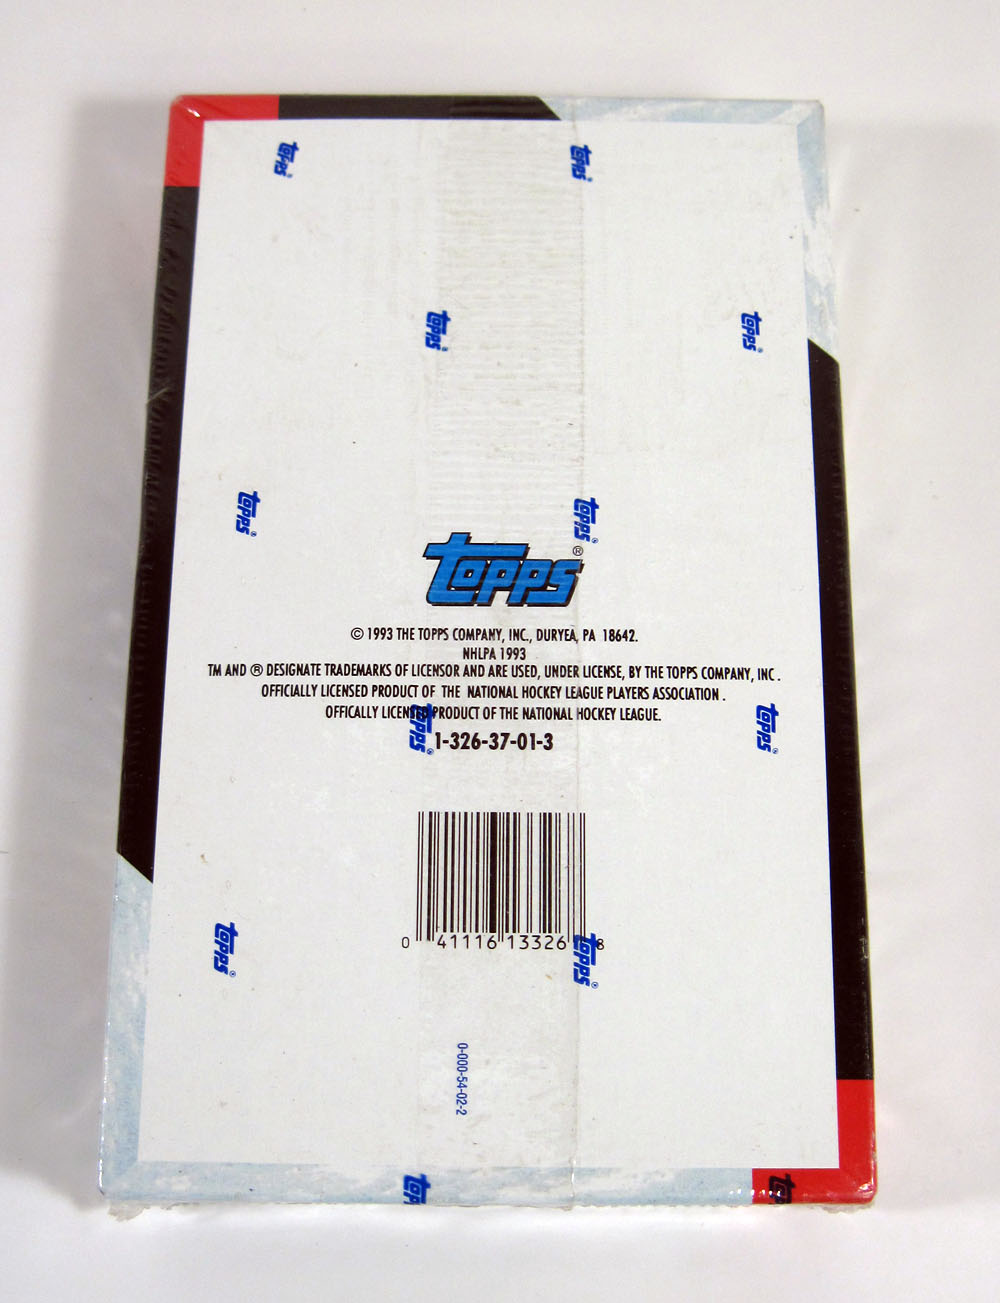 topps®
topps®
topps®
topps®
topps®
topps®
topps®
© 1993 THE TOPPS COMPANY, INC., DURYEA, PA 18642.
NHLPA 1993
TM AND ® DESIGNATE TRADEMARKS OF LICENSOR AND ARE USED, UNDER LICENSE, BY THE TOPPS COMPANY, INC.
OFFICIALLY LICENSED PRODUCT OF THE NATIONAL HOCKEY LEAGUE PLAYERS ASSOCIATION.
OFFICALLY LICENSED PRODUCT OF THE NATIONAL HOCKEY LEAGUE.
topps®
topps®
1-326-37-01-3
0 41116 13326 8
topps®
topps®
0-000-54-02-2